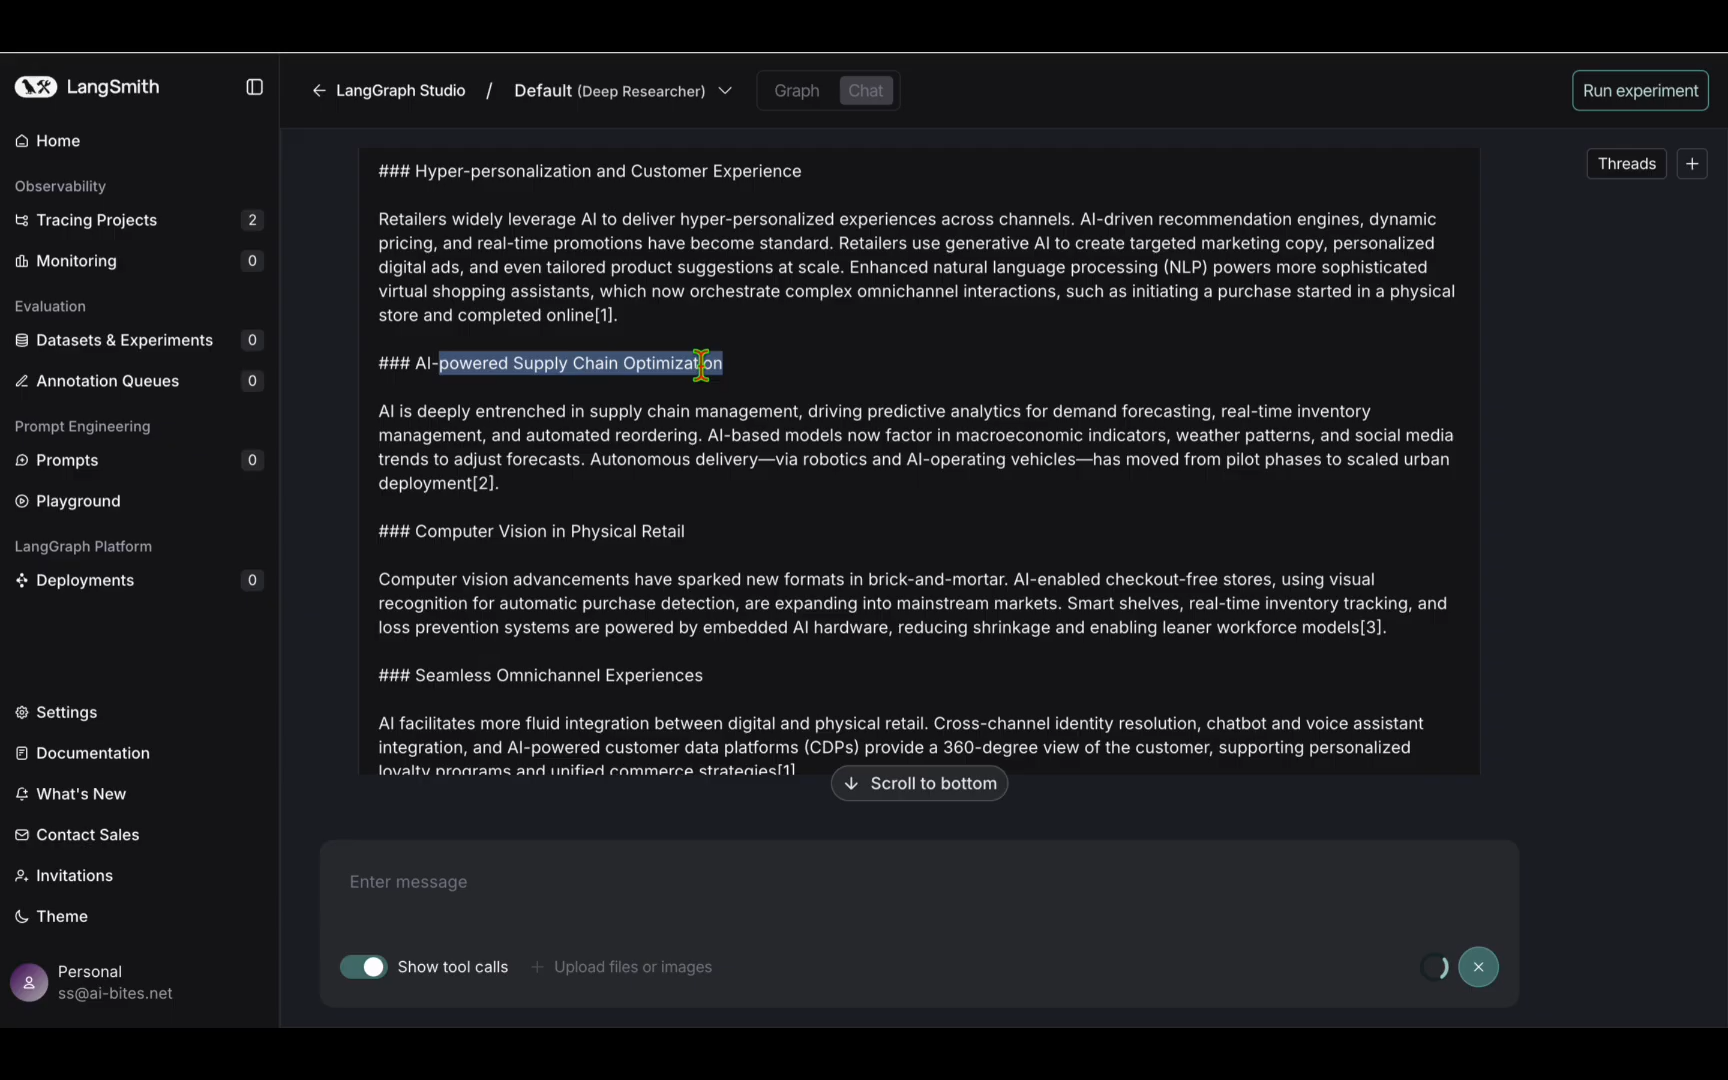 LangSmith
Home
Observability
Tracing Projects 2
Monitoring 0
Evaluation
Datasets & Experiments 0
Annotation Queues 0
Prompt Engineering
Prompts 0
Playground
LangGraph Platform
Deployments 0
Settings
Documentation
What's New
Contact Sales
Invitations
Theme
Personal
ss@ai-bites.net
← LangGraph Studio / Default (Deep Researcher)
Graph Chat
Run experiment
Threads +
### Hyper-personalization and Customer Experience
Retailers widely leverage AI to deliver hyper-personalized experiences across channels. AI-driven recommendation engines, dynamic
pricing, and real-time promotions have become standard. Retailers use generative AI to create targeted marketing copy, personalized
digital ads, and even tailored product suggestions at scale. Enhanced natural language processing (NLP) powers more sophisticated
virtual shopping assistants, which now orchestrate complex omnichannel interactions, such as initiating a purchase started in a physical
store and completed online[1].
### AI-powered Supply Chain Optimization
AI is deeply entrenched in supply chain management, driving predictive analytics for demand forecasting, real-time inventory
management, and automated reordering. AI-based models now factor in macroeconomic indicators, weather patterns, and social media
trends to adjust forecasts. Autonomous delivery—via robotics and AI-operating vehicles—has moved from pilot phases to scaled urban
deployment[2].
### Computer Vision in Physical Retail
Computer vision advancements have sparked new formats in brick-and-mortar. AI-enabled checkout-free stores, using visual
recognition for automatic purchase detection, are expanding into mainstream markets. Smart shelves, real-time inventory tracking, and
loss prevention systems are powered by embedded AI hardware, reducing shrinkage and enabling leaner workforce models[3].
### Seamless Omnichannel Experiences
AI facilitates more fluid integration between digital and physical retail. Cross-channel identity resolution, chatbot and voice assistant
integration, and AI-powered customer data platforms (CDPs) provide a 360-degree view of the customer, supporting personalized
loyalty programs and unified commerce strategies[1]
Scroll to bottom
Enter message
Show tool calls
+ Upload files or images